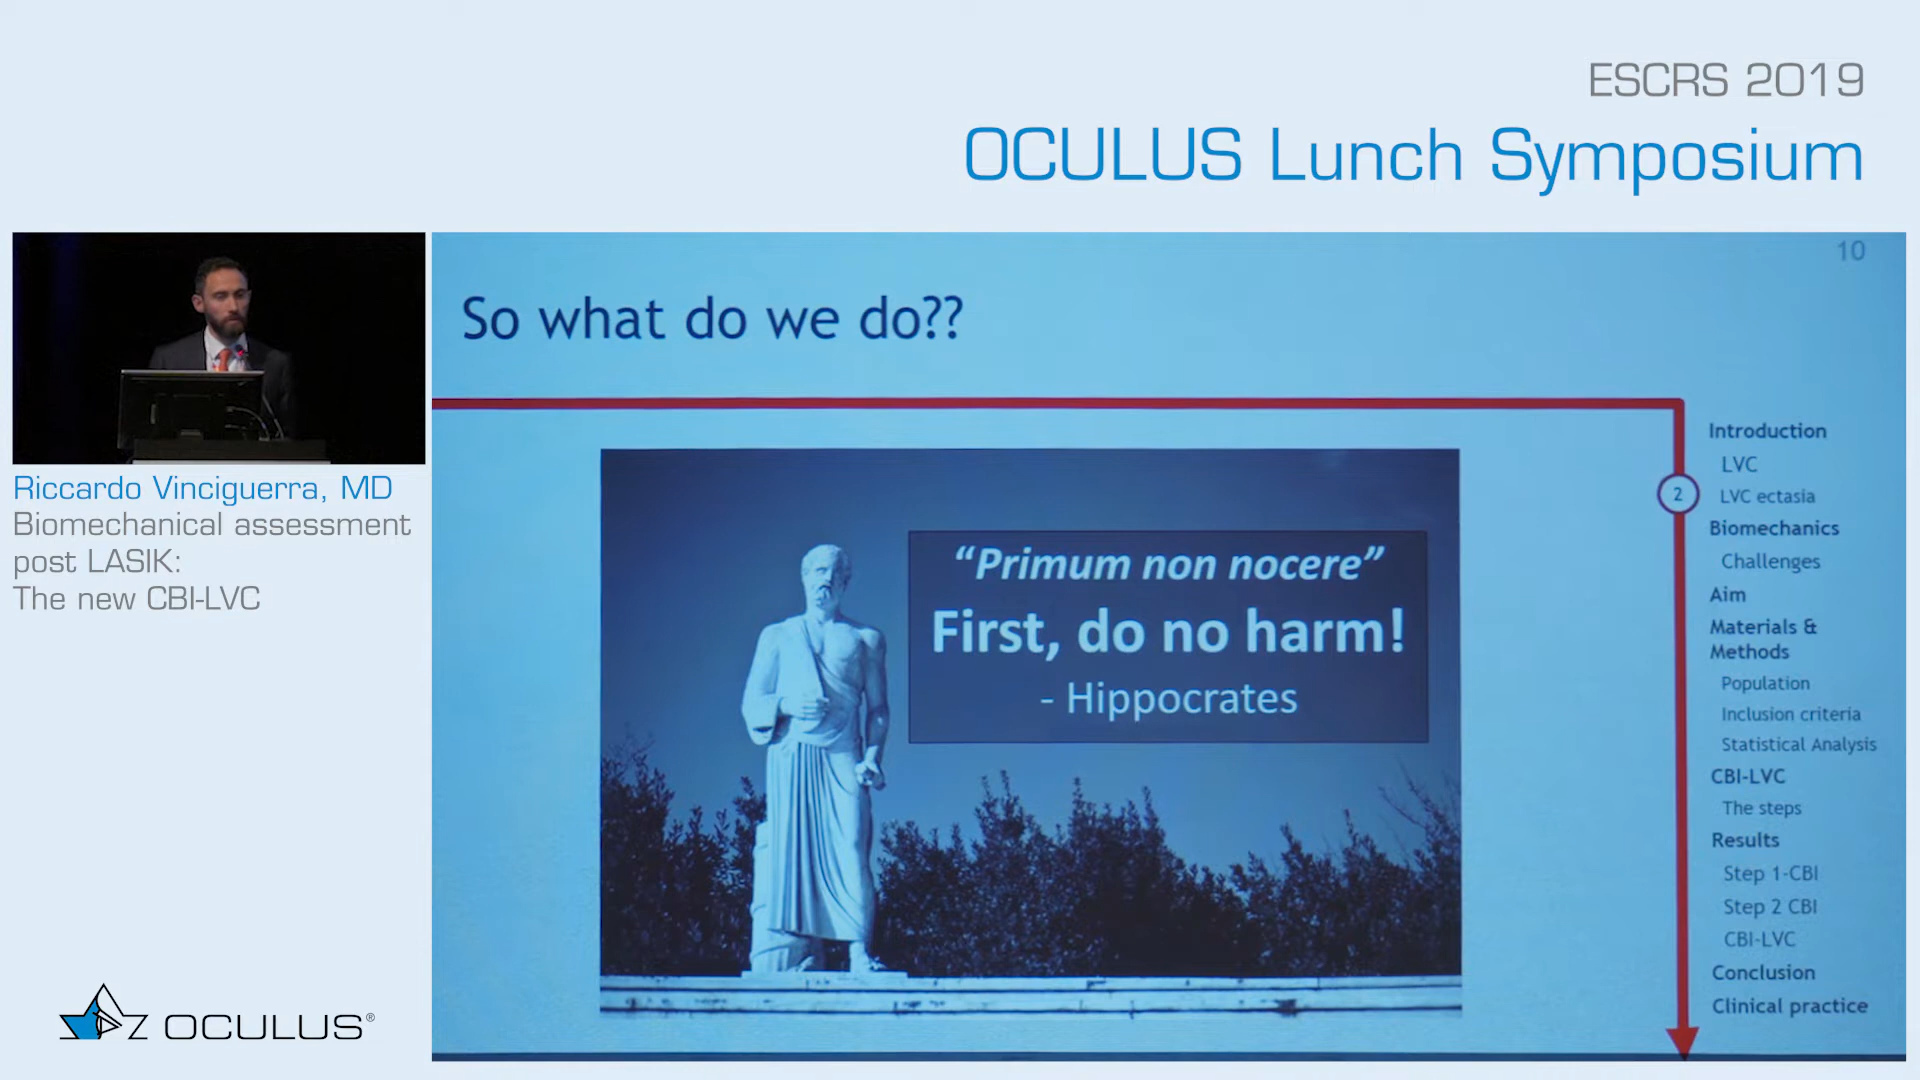 ESCRS 2019
OCULUS Lunch Symposium
Riccardo Vinciguerra, MD
Biomechanical assessment
post LASIK:
The new CBI-LVC
OCULUS®
10
So what do we do??
“Primum non nocere”
First, do no harm!
- Hippocrates
2
Introduction
LVC
LVC ectasia
Biomechanics
Challenges
Aim
Materials &
Methods
Population
Inclusion criteria
Statistical Analysis
CBI-LVC
The steps
Results
Step 1-CBI
Step 2 CBI
CBI-LVC
Conclusion
Clinical practice